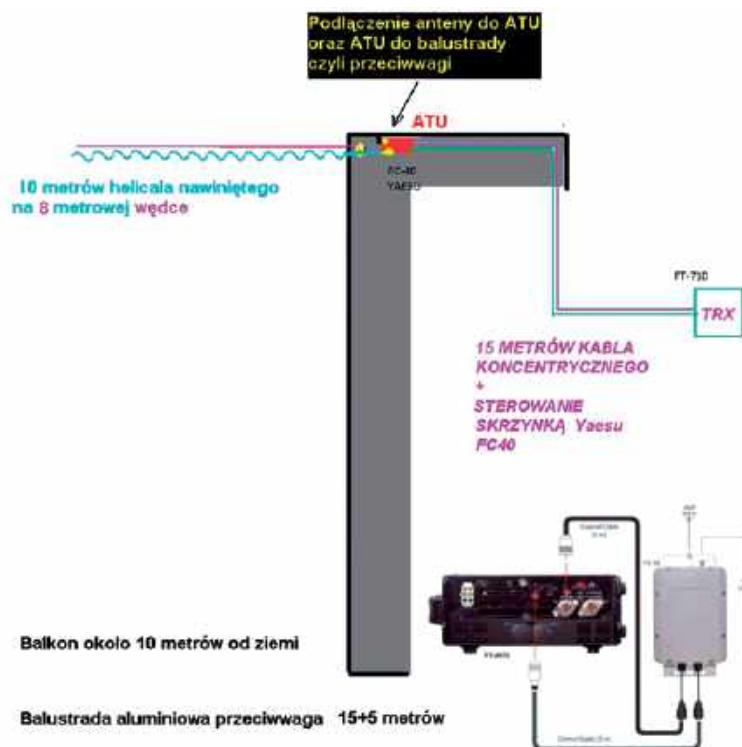 Podłączenie anteny do ATU
oraz ATU do balustrady
czyli przeciwwagi
ATU
FC-40
YAESU
10 metrów helicala nawiniętego
na 8 metrowej wędce
TRX
15 METRÓW KABLA
KONCENTRYCZNEGO
+
STEROWANIE
SKRZYNKĄ Yaesu
FC40
Balkon około 10 metrów od ziemi
Balustrada aluminiowa przeciwwaga 15+5 metrów